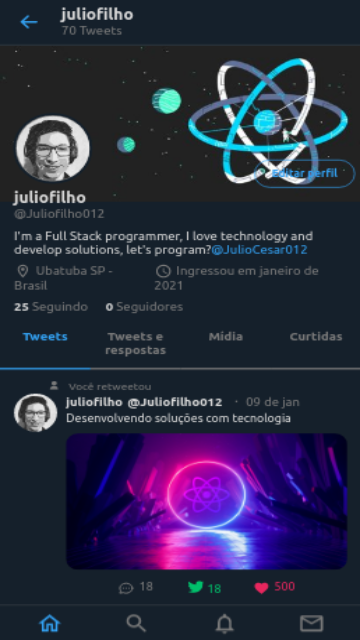 juliofilho
70 Tweets
Editar perfil
juliofilho
@Juliofilho012
I'm a Full Stack programmer, I love technology and
develop solutions, let's program?@JulioCesar012
Ubatuba SP -
Brasil
Ingressou em janeiro de
2021
25 Seguindo 0 Seguidores
Tweets
Tweets e
respostas
Mídia
Curtidas
Você retweetou
juliofilho @Juliofilho012 · 09 de jan
Desenvolvendo soluções com tecnologia
18 18 500